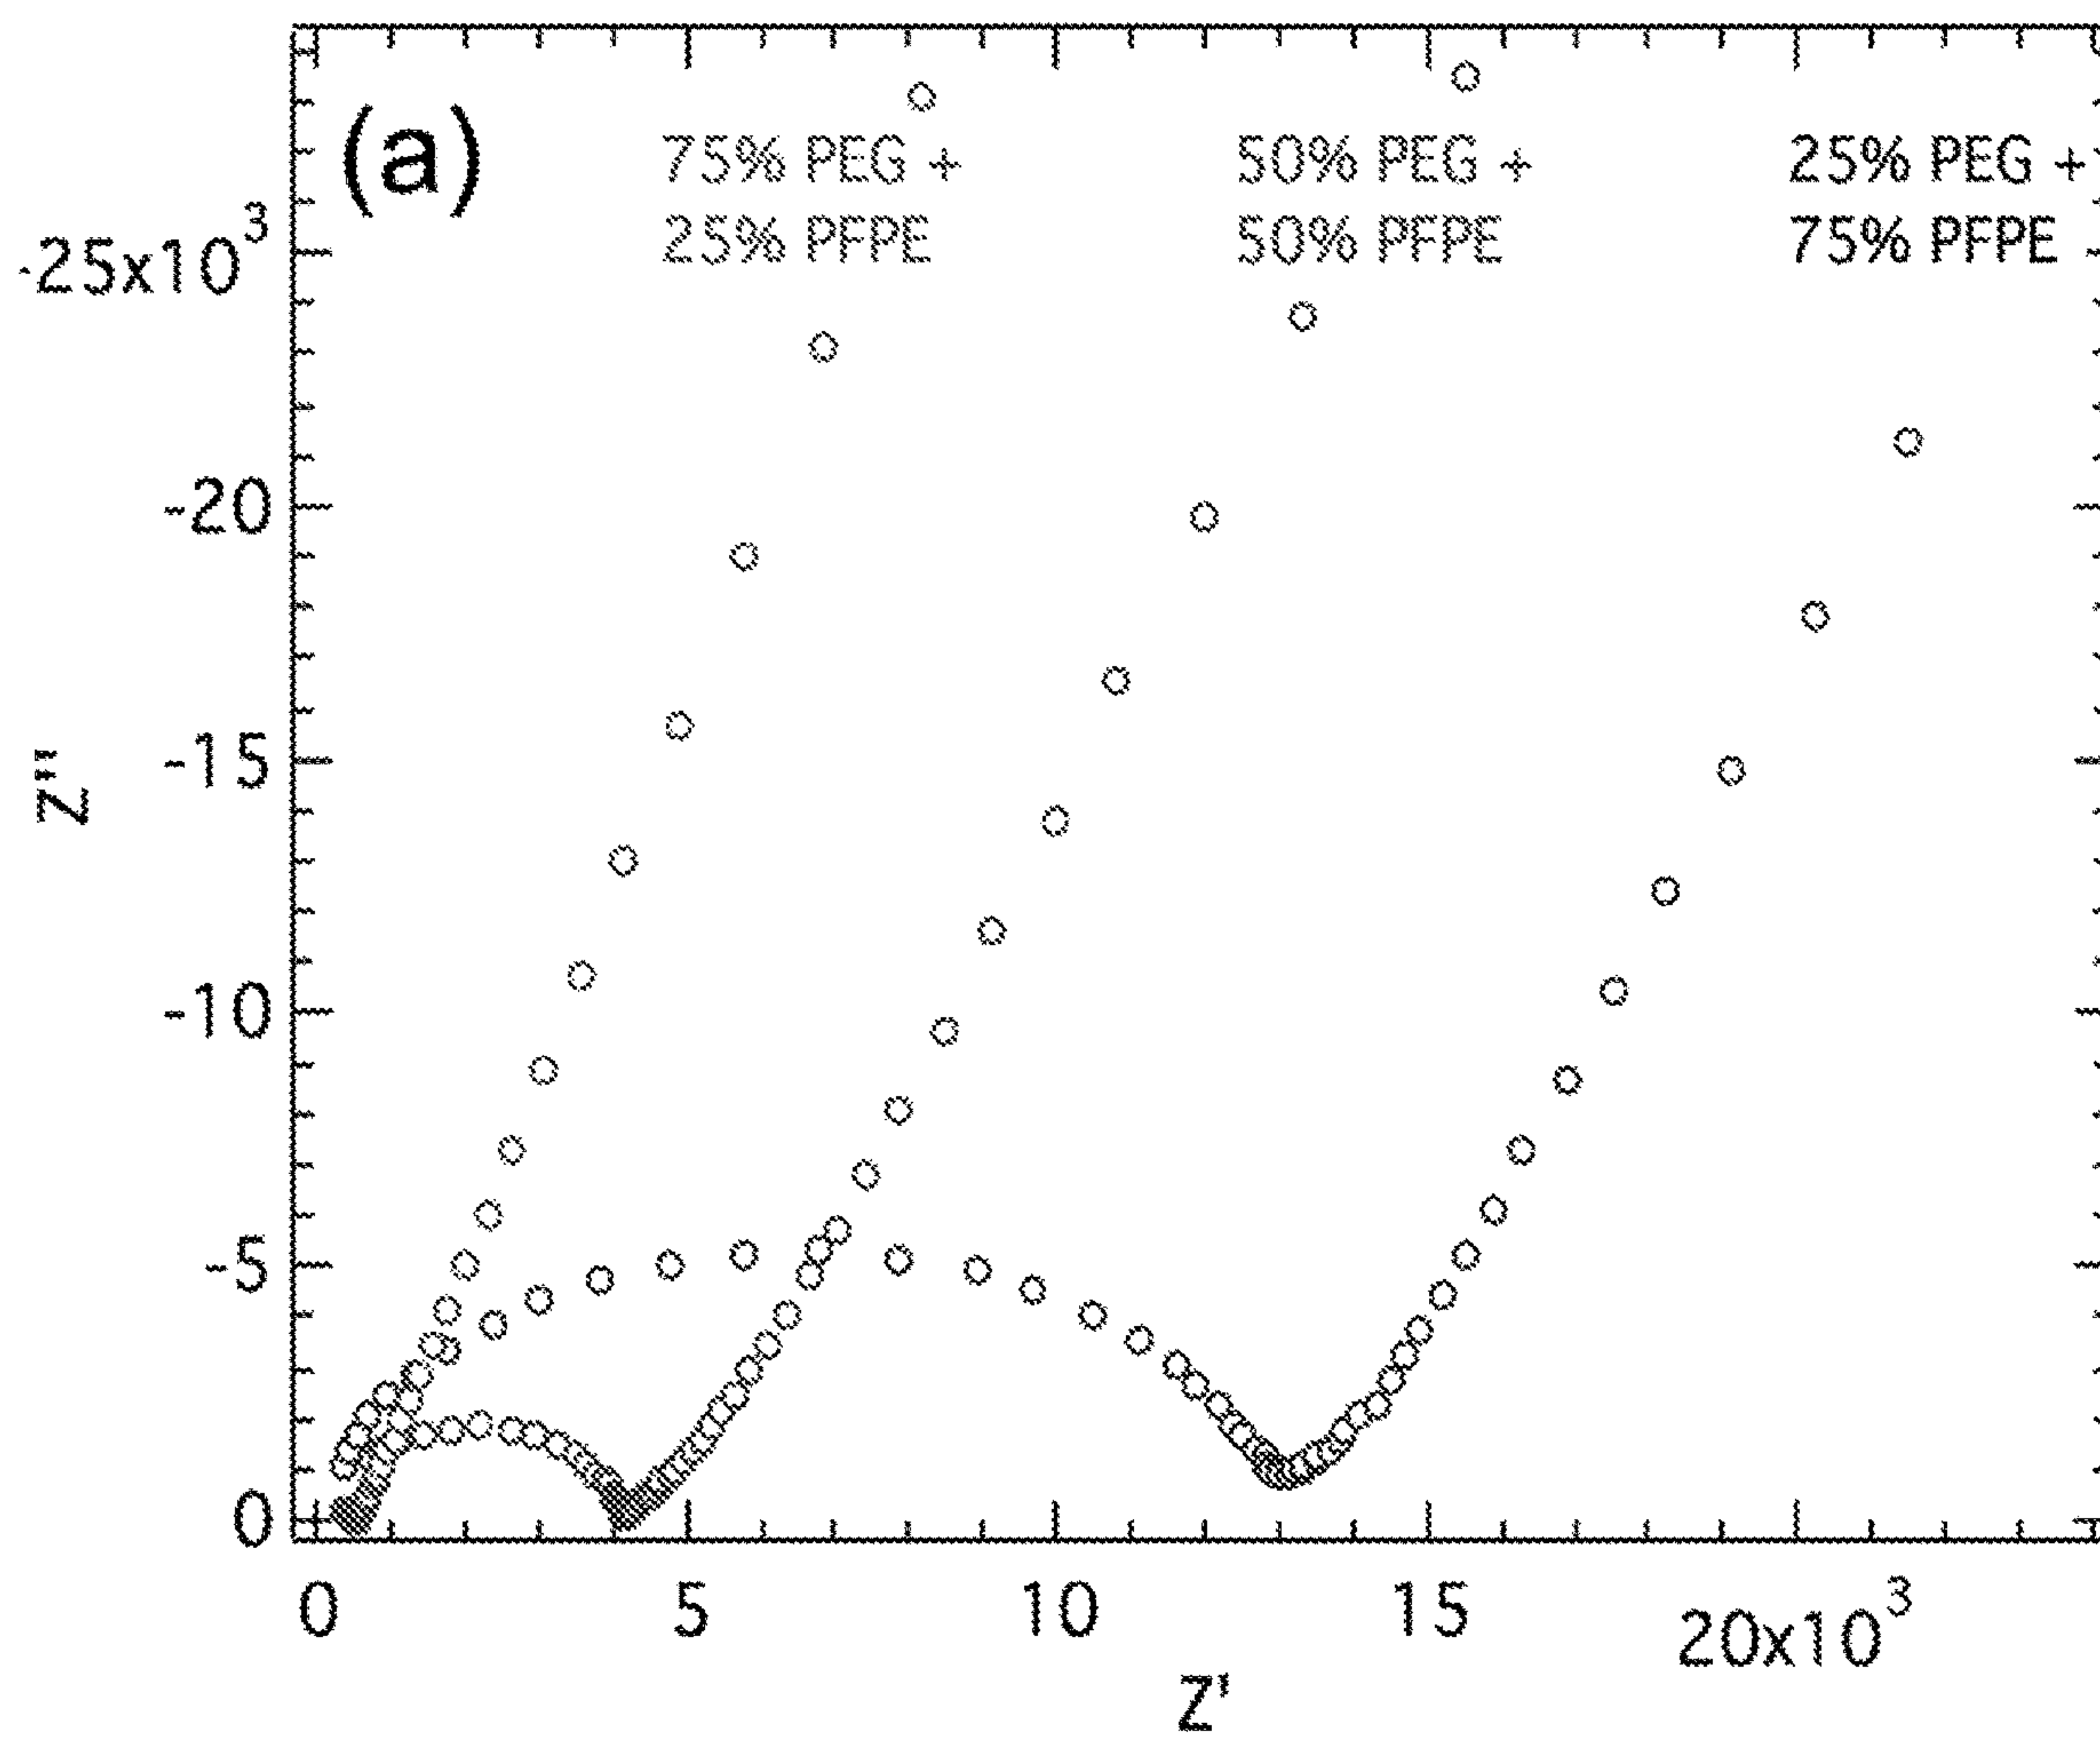 (a)
75% PEG +
25% PFPE
50% PEG +
50% PFPE
25% PEG +
75% PFPE
-25x10³
-20
-15
-10
-5
0
Z"
0
5
10
15
20x10³
Z'